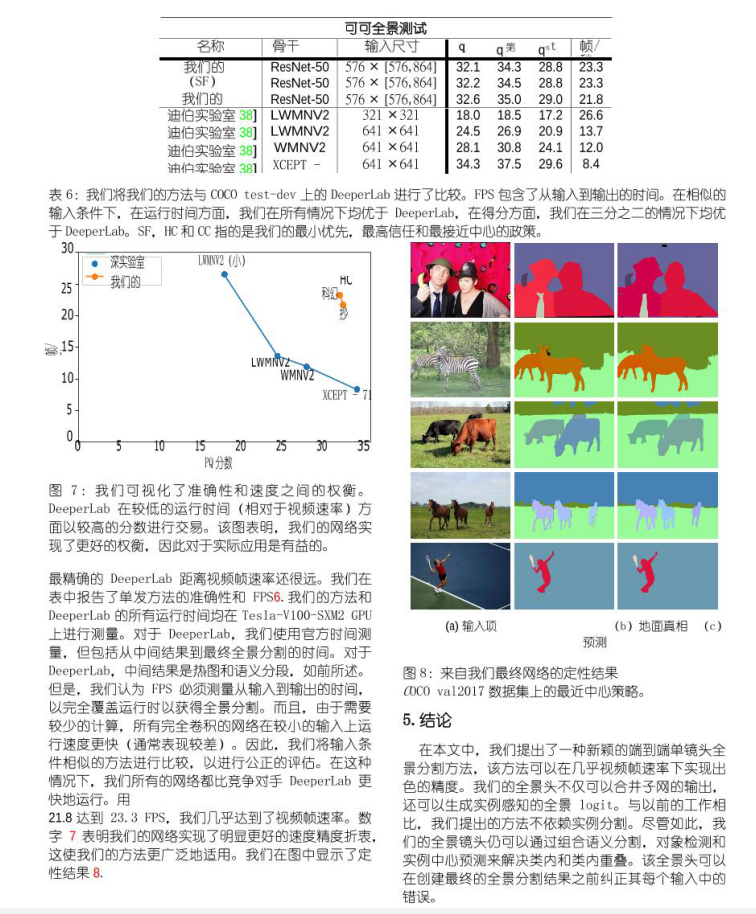 可可全景测试
名称 骨干 输入尺寸 q q第 qst 帧/
我们的 ResNet-50 576 × [576,864] 32.1 34.3 28.8 23.3
(SF) ResNet-50 576 × [576,864] 32.2 34.5 28.8 23.3
我们的 ResNet-50 576 × [576,864] 32.6 35.0 29.0 21.8
迪伯实验室 38] LWMNV2 321 ×321 18.0 18.5 17.2 26.6
迪伯实验室 38] LWMNV2 641 ×641 24.5 26.9 20.9 13.7
迪伯实验室 38] WMNV2 641 ×641 28.1 30.8 24.1 12.0
迪伯实验室 38] XCEPT - 641 ×641 34.3 37.5 29.6 8.4
表 6: 我们将我们的方法与 COCO test-dev 上的 DeeperLab 进行了比较。FPS 包含了从输入到输出的时间。在相似的
输入条件下，在运行时间方面，我们在所有情况下均优于 DeeperLab，在得分方面，我们在三分之二的情况下均优
于 DeeperLab。SF，HC 和 CC 指的是我们的最小优先，最高信任和最接近中心的政策。
30
25
20
15
10
5
0
帧/
深实验室
我们的
LWMNV2 (小)
HC
科幻
抄
LWMNV2
WMNV2
XCEPT - 71
0 5 10 15 20 25 30 35
PQ分数
图 7: 我们可视化了准确性和速度之间的权衡。
DeeperLab 在较低的运行时间 (相对于视频速率) 方
面以较高的分数进行交易。该图表明，我们的网络实
现了更好的权衡，因此对于实际应用是有益的。
最精确的 DeeperLab 距离视频帧速率还很远。我们在
表中报告了单发方法的准确性和 FPS6.我们的方法和
DeeperLab 的所有运行时间均在 Tesla-V100-SXM2 GPU
上进行测量。对于 DeeperLab，我们使用官方时间测
量，但包括从中间结果到最终全景分割的时间。对于
DeeperLab，中间结果是热图和语义分段，如前所述。
但是，我们认为 FPS 必须测量从输入到输出的时间，
以完全覆盖运行时以获得全景分割。而且，由于需要
较少的计算，所有完全卷积的网络在较小的输入上运
行速度更快 (通常表现较差) 。因此，我们将输入条
件相似的方法进行比较，以进行公正的评估。在这种
情况下，我们所有的网络都比竞争对手 DeeperLab 更
快地运行。用
21.8 达到 23.3 FPS，我们几乎达到了视频帧速率。数
字 7 表明我们的网络实现了明显更好的速度精度折衷，
这使我们的方法更广泛地适用。我们在图中显示了定
性结果 8.
(a) 输入项 (b) 地面真相 (c)
预测
图 8: 来自我们最终网络的定性结果
COCO val2017 数据集上的最近中心策略。
5. 结论
在本文中，我们提出了一种新颖的端到端单镜头全
景分割方法，该方法可以在几乎视频帧速率下实现出
色的精度。我们的全景头不仅可以合并子网的输出，
还可以生成实例感知的全景 logit。与以前的工作相
比，我们提出的方法不依赖实例分割。尽管如此，我
们的全景镜头仍可以通过组合语义分割，对象检测和
实例中心预测来解决类内和类内重叠。该全景头可以
在创建最终的全景分割结果之前纠正其每个输入中的
错误。